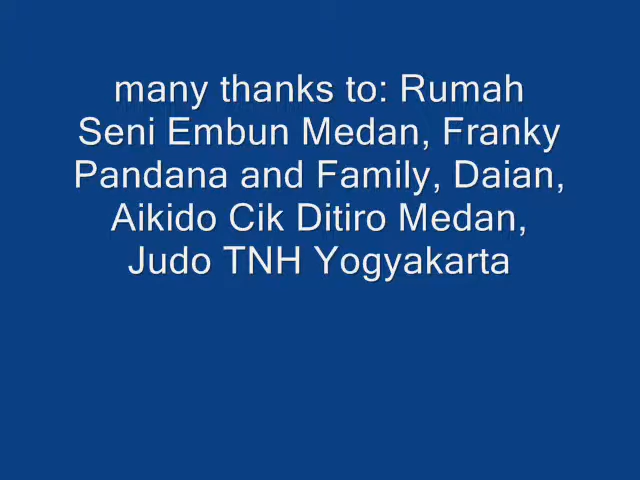 many thanks to: Rumah
Seni Embun Medan, Franky
Pandana and Family, Daian,
Aikido Cik Ditiro Medan,
Judo TNH Yogyakarta